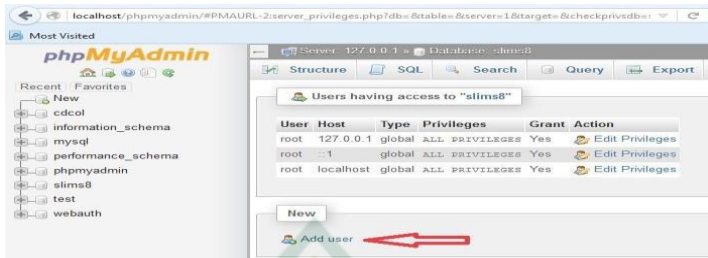 localhost/phpmyadmin/#PMAURL-2:server_privileges.php?db=&table=&server=1&target=&checkprivsdb=
Most Visited
phpMyAdmin
Recent Favorites
New
cdcol
information_schema
mysql
performance_schema
phpmyadmin
slims8
test
webauth
Server: 127.0.0.1 » Database: slims8
Structure SQL Search Query Export
Users having access to "slims8"
User Host Type Privileges Grant Action
root 127.0.0.1 global ALL PRIVILEGES Yes Edit Privileges
root ::1 global ALL PRIVILEGES Yes Edit Privileges
root localhost global ALL PRIVILEGES Yes Edit Privileges
New
Add user